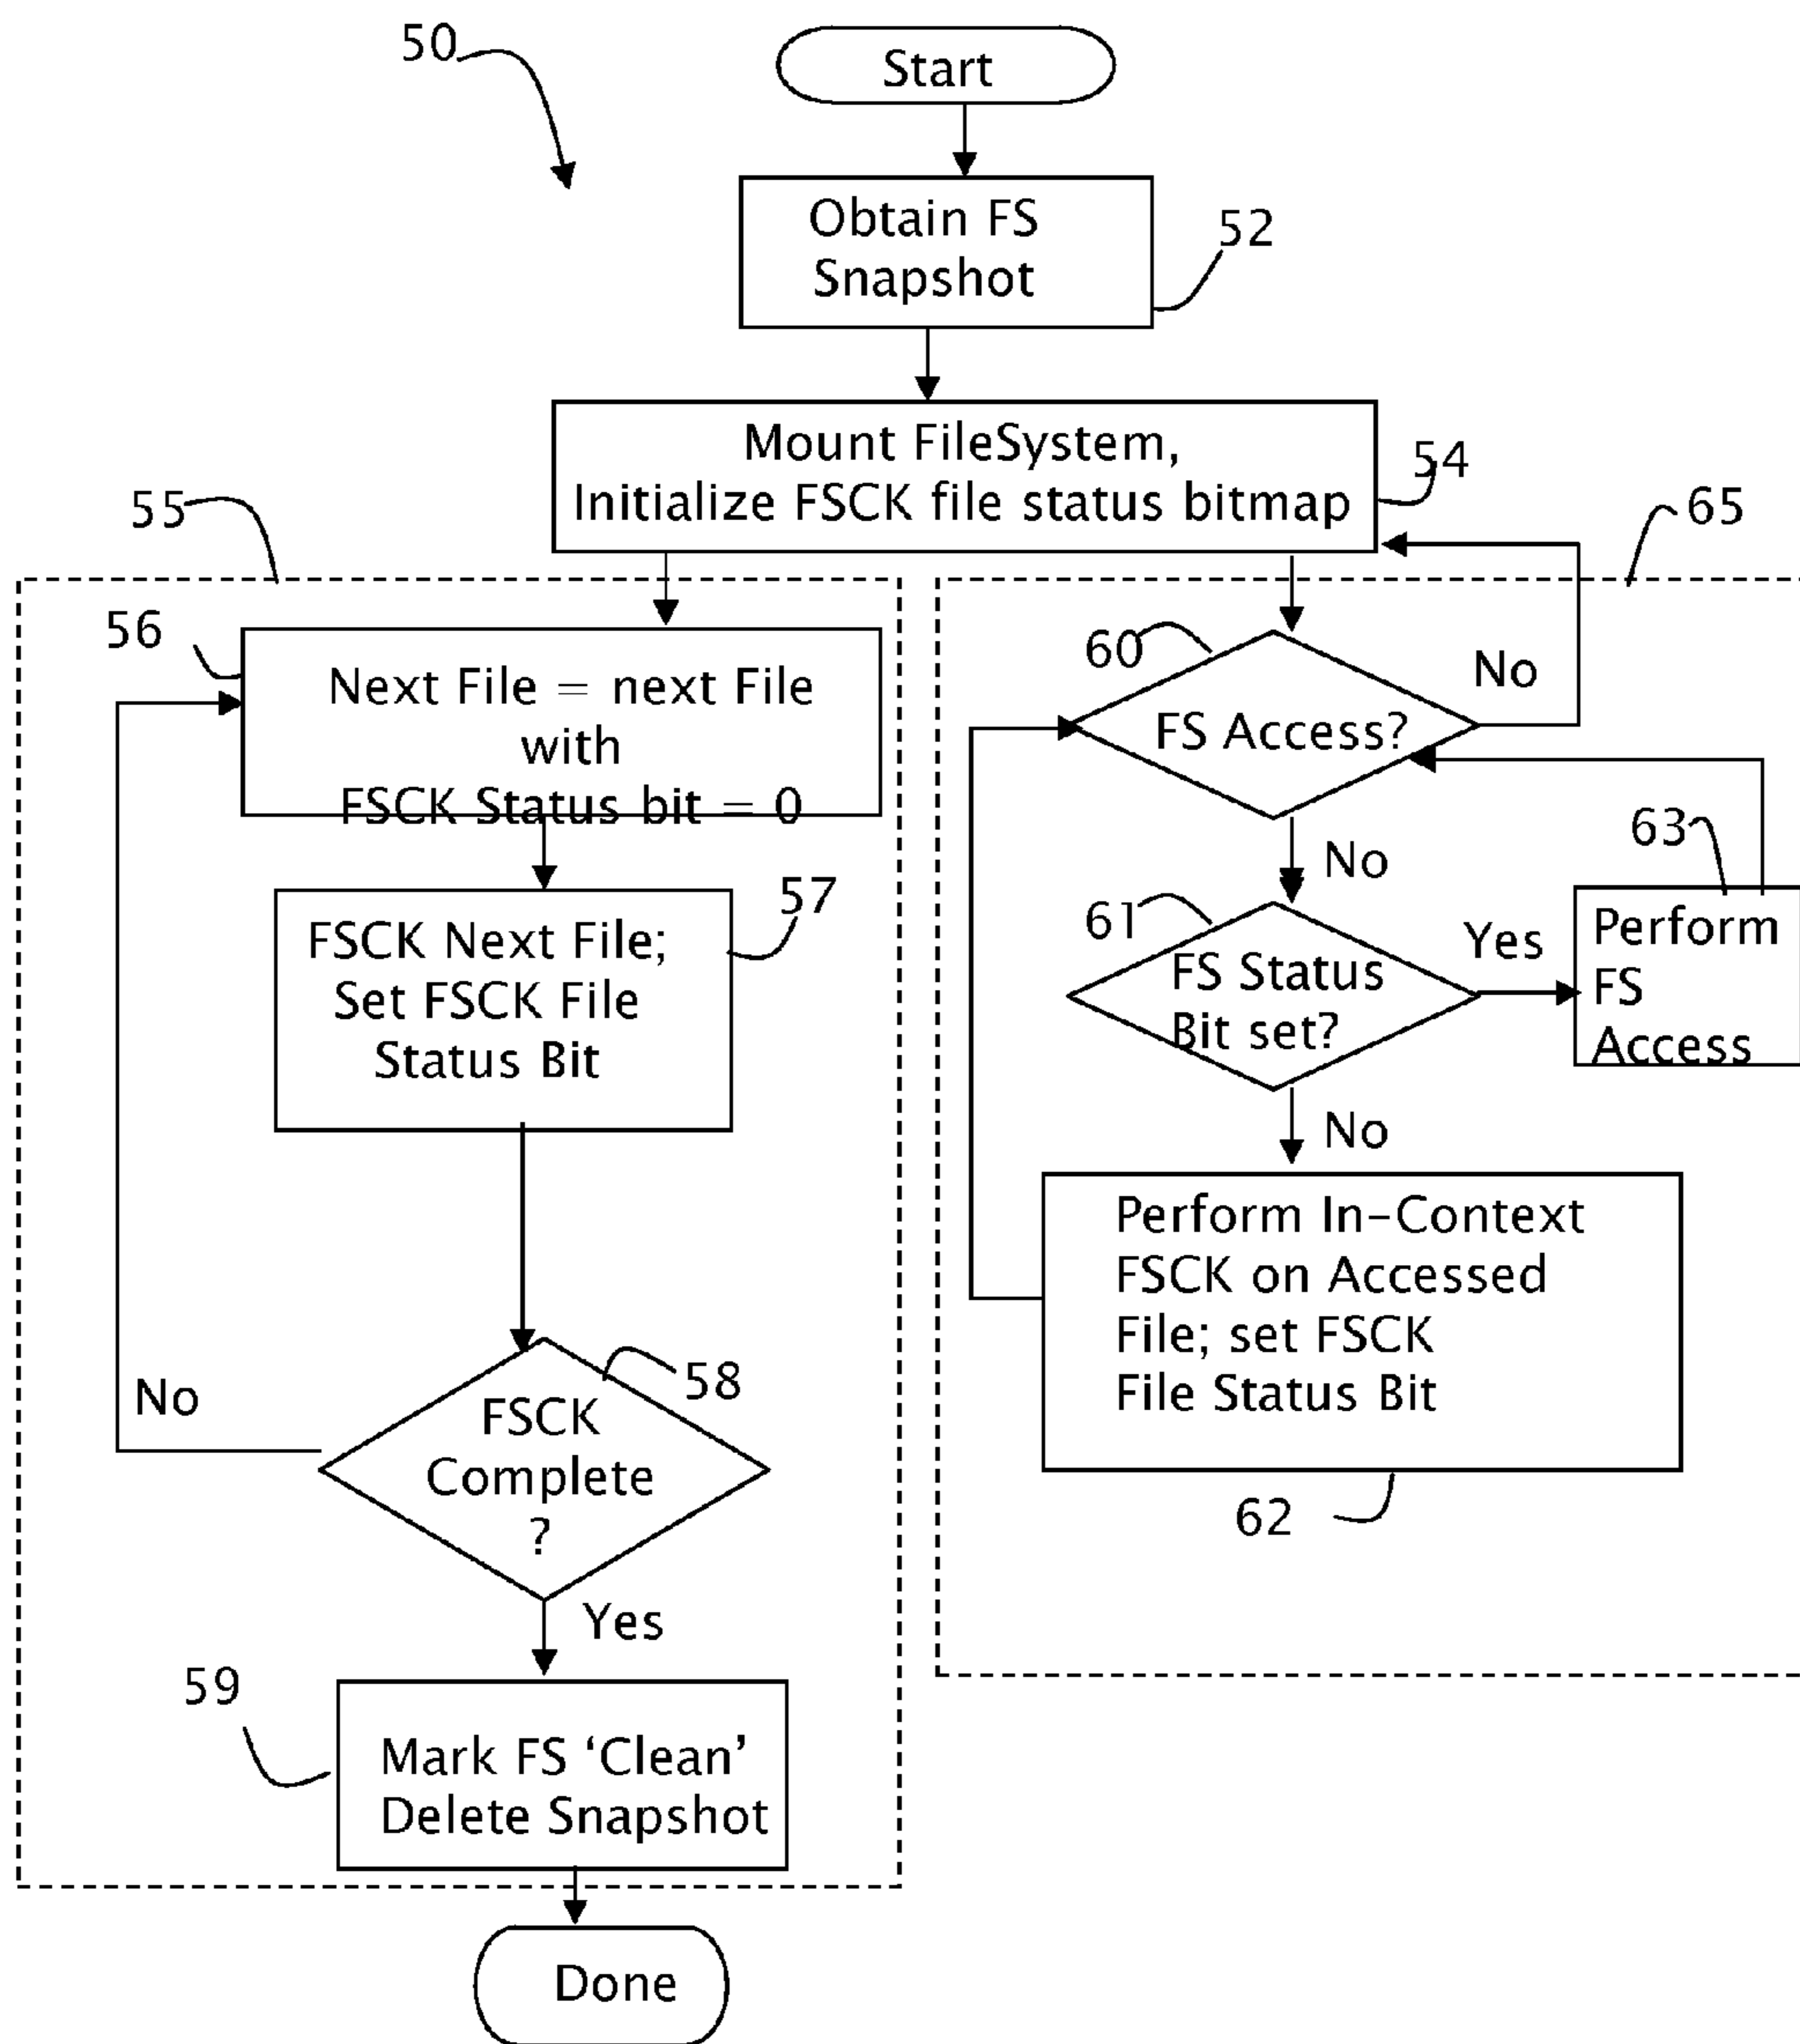 50
Start
Obtain FS
Snapshot
52
Mount FileSystem,
Initialize FSCK file status bitmap
54
55
65
56
Next File = next File
with
FSCK Status bit = 0
60
FS Access?
No
No
57
FSCK Next File;
Set FSCK File
Status Bit
61
FS Status
Bit set?
Yes
63
Perform
FS
Access
No
Perform In-Context
FSCK on Accessed
File; set FSCK
File Status Bit
62
58
FSCK
Complete
?
No
Yes
59
Mark FS ‘Clean’
Delete Snapshot
Done